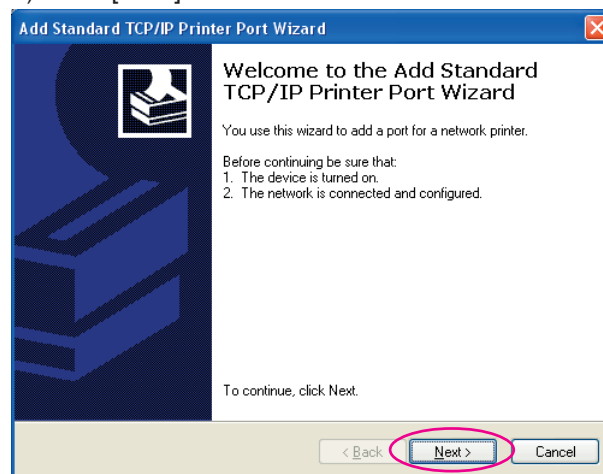 Add Standard TCP/IP Printer Port Wizard
Welcome to the Add Standard
TCP/IP Printer Port Wizard
You use this wizard to add a port for a network printer.
Before continuing be sure that:
1. The device is turned on.
2. The network is connected and configured.
To continue, click Next.
< Back
Next >
Cancel